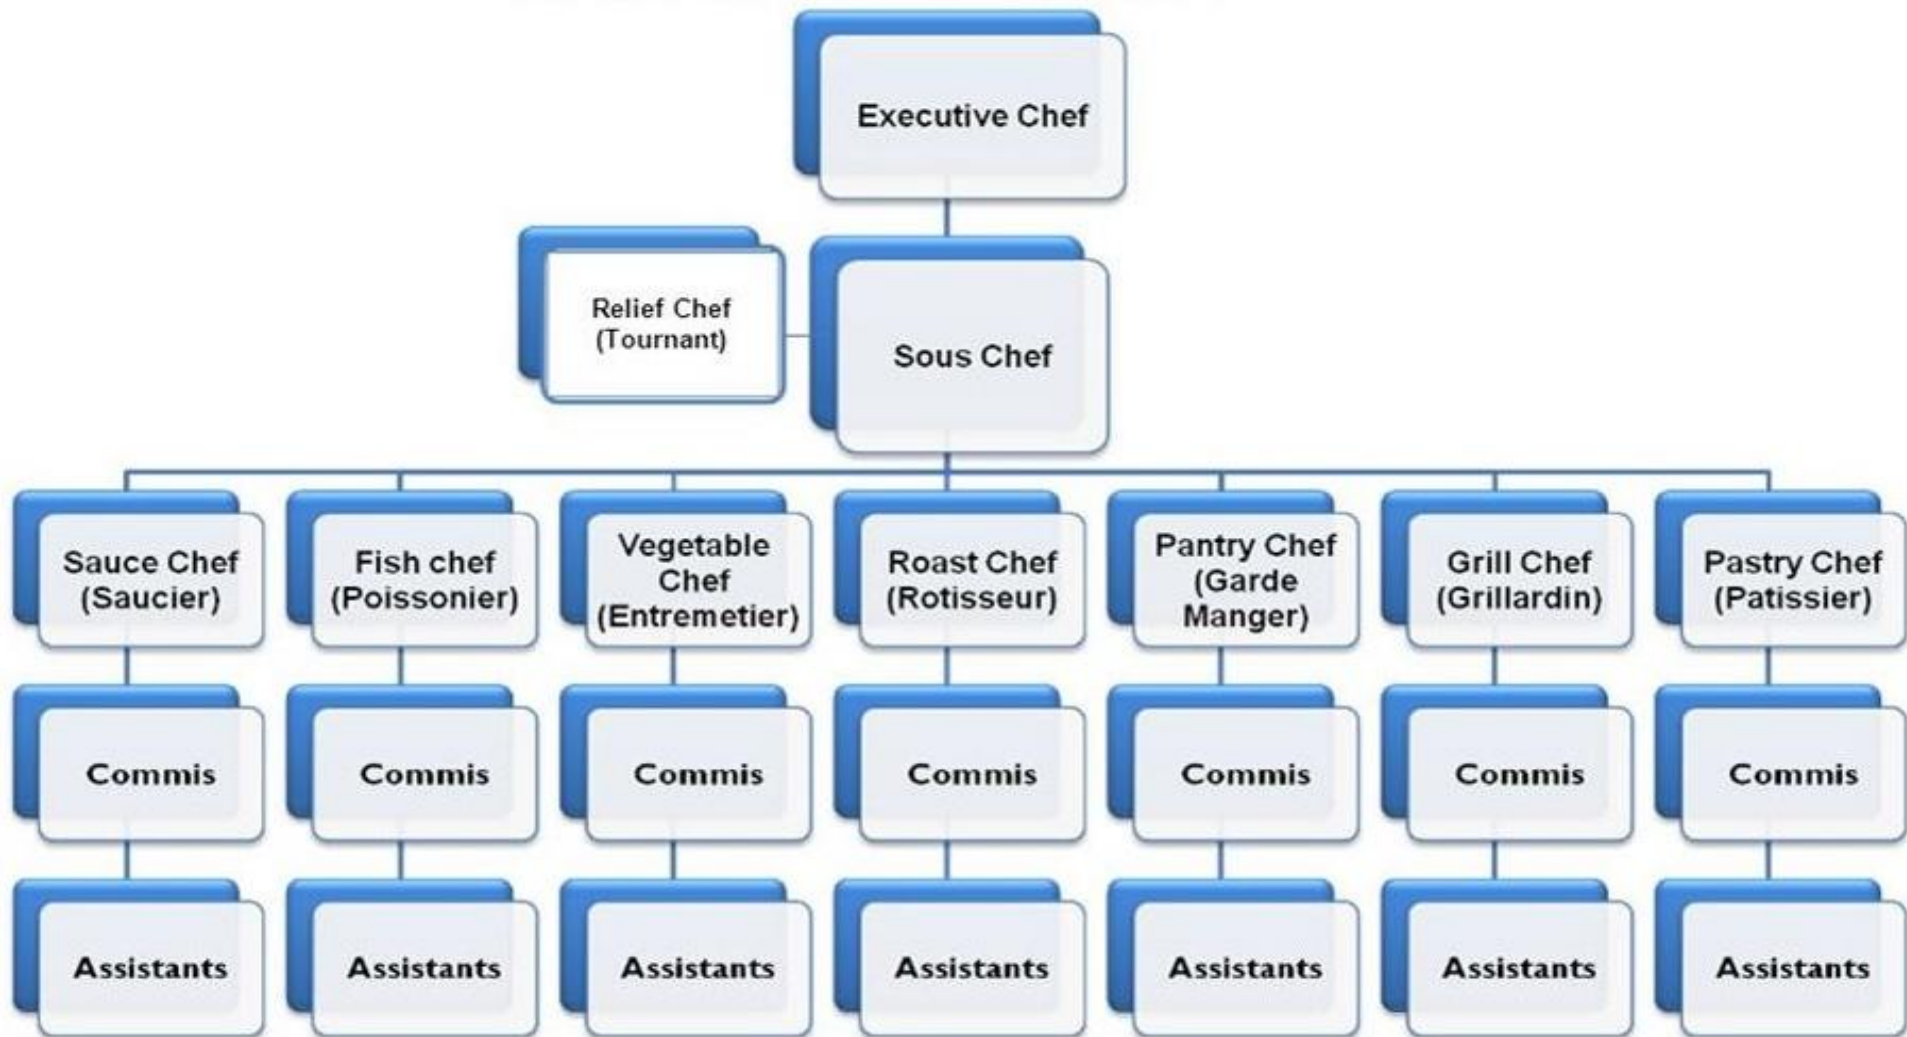 Executive Chef
Relief Chef
(Tournant)
Sous Chef
Sauce Chef
(Saucier)
Fish chef
(Poissonier)
Vegetable
Chef
(Entremetier)
Roast Chef
(Rotisseur)
Pantry Chef
(Garde
Manger)
Grill Chef
(Grillardin)
Pastry Chef
(Patissier)
Commis
Commis
Commis
Commis
Commis
Commis
Commis
Assistants
Assistants
Assistants
Assistants
Assistants
Assistants
Assistants